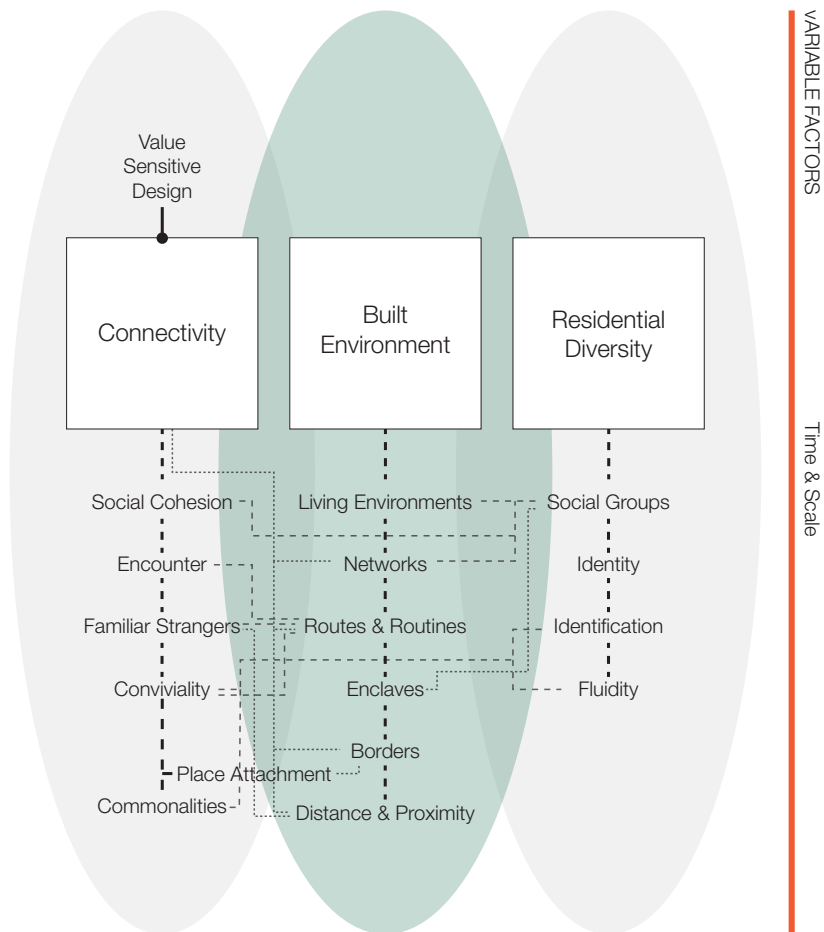 Value
Sensitive
Design
Connectivity
Built
Environment
Residential
Diversity
Social Cohesion
Encounter
Familiar Strangers
Conviviality
Place Attachment
Commonalities
Living Environments
Networks
Routes & Routines
Enclaves
Borders
Distance & Proximity
Social Groups
Identity
Identification
Fluidity
vARIABLE FACTORS
Time & Scale